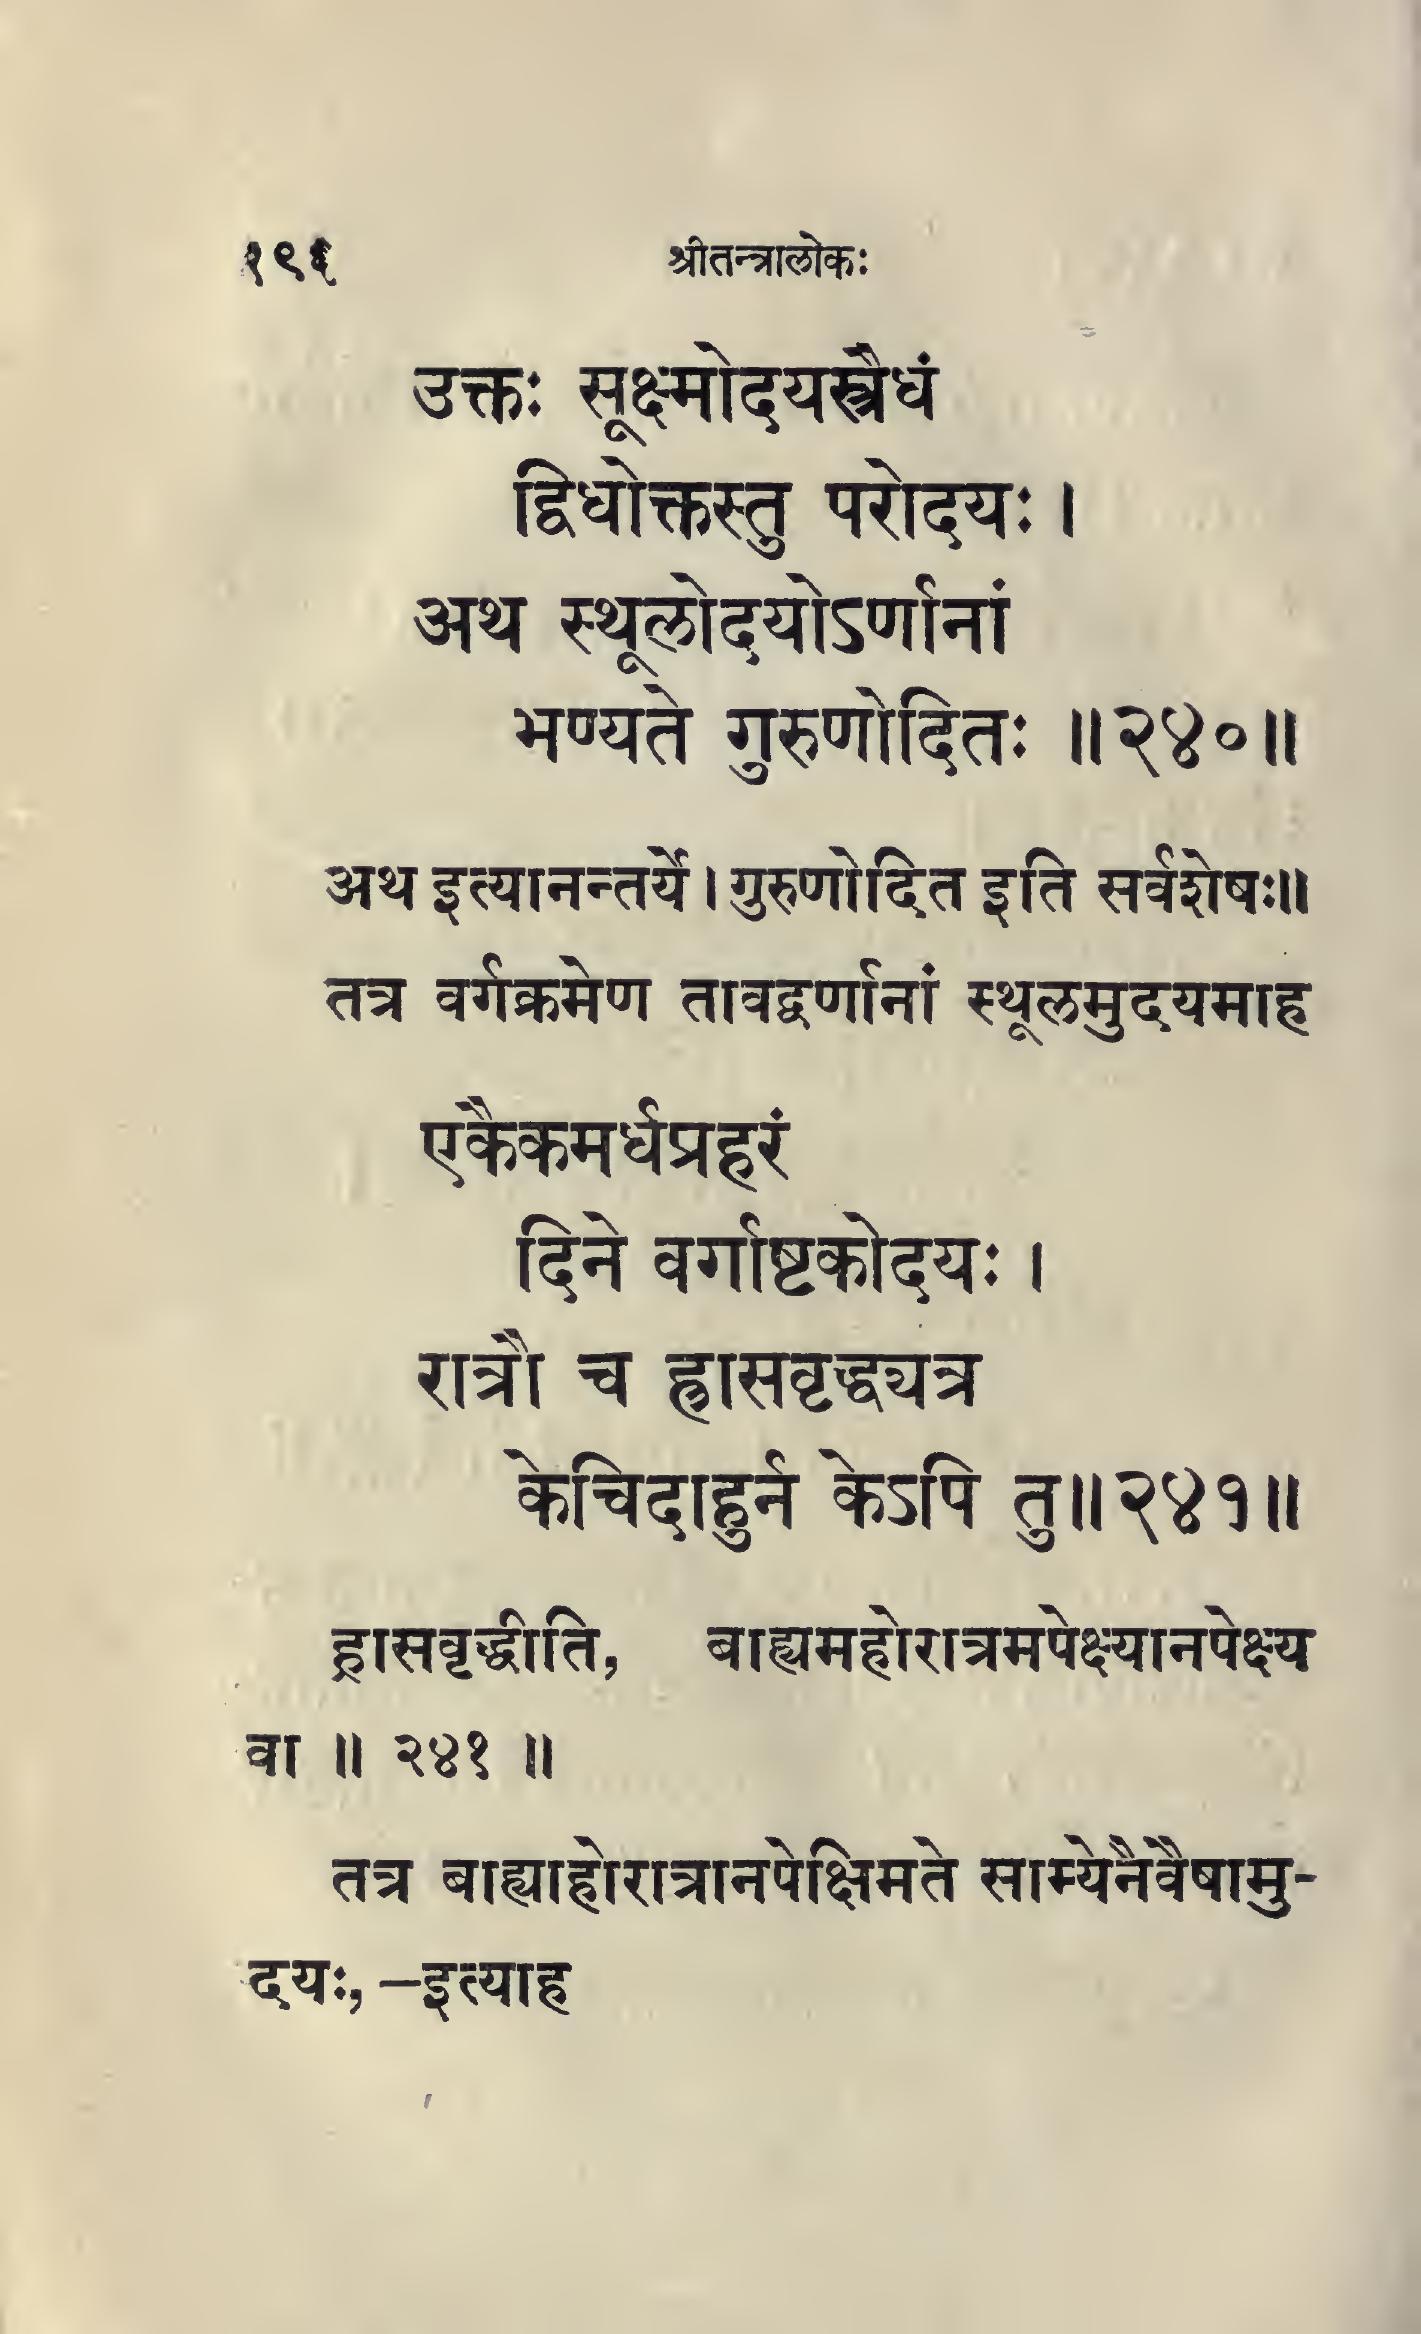 १९६ श्रीतन्त्रालोकः
उक्तः सूक्ष्मोदयस्त्रैधं
द्विधोक्तस्तु परोदयः ।
अथ स्थूलोदयोऽर्णानां
भण्यते गुरुणोदितः ॥२४०॥
अथ इत्यानन्तर्ये । गुरुणोदित इति सर्वशेषः॥
तत्र वर्गक्रमेण तावद्वर्णानां स्थूलमुदयमाह
एकैकमर्धप्रहरं
दिने वर्गाष्टकोदयः ।
रात्रौ च ह्रासवृद्ध्यत्र
केचिदाहुर्न केऽपि तु॥२४१॥
ह्रासवृद्धीति, बाह्यमहोरात्रमपेक्ष्यानपेक्ष्य
वा ॥ २४१ ॥
तत्र बाह्याहोरात्रानपेक्षिमते साम्येनैवैषामु-
दयः, —इत्याह